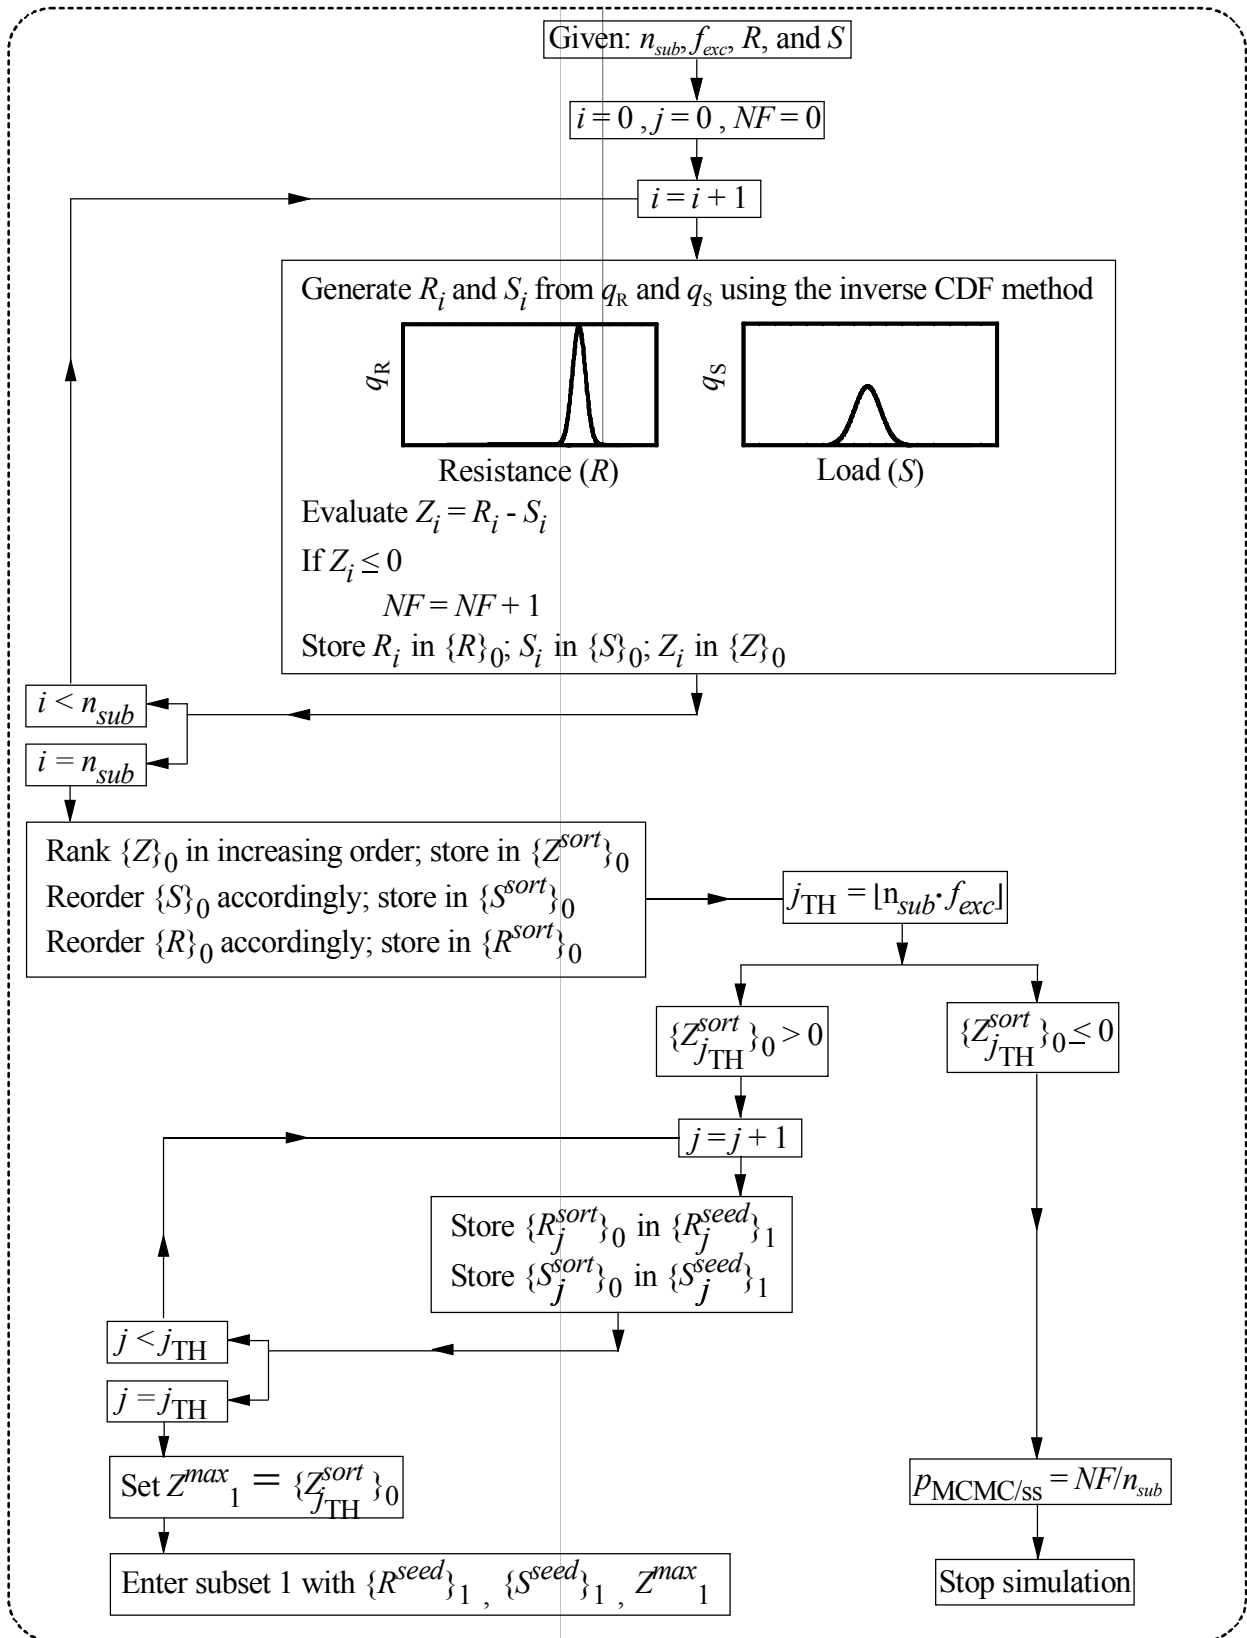 Given: n_sub, f_exc, R, and S
i = 0 , j = 0 , NF = 0
i = i + 1
Generate R_i and S_i from q_R and q_S using the inverse CDF method
q_R
q_S
Resistance (R)
Load (S)
Evaluate Z_i = R_i - S_i
If Z_i ≤ 0
NF = NF + 1
Store R_i in {R}_0; S_i in {S}_0; Z_i in {Z}_0
i < n_sub
i = n_sub
Rank {Z}_0 in increasing order; store in {Z^sort}_0
Reorder {S}_0 accordingly; store in {S^sort}_0
Reorder {R}_0 accordingly; store in {R^sort}_0
j_TH = ⌊n_sub·f_exc⌋
{Z^sort_jTH}_0 > 0
{Z^sort_jTH}_0 ≤ 0
j = j + 1
Store {R^sort_j}_0 in {R^seed_j}_1
Store {S^sort_j}_0 in {S^seed_j}_1
j < j_TH
j = j_TH
Set Z^max_1 = {Z^sort_jTH}_0
p_MCMC/ss = NF/n_sub
Enter subset 1 with {R^seed}_1 , {S^seed}_1 , Z^max_1
Stop simulation